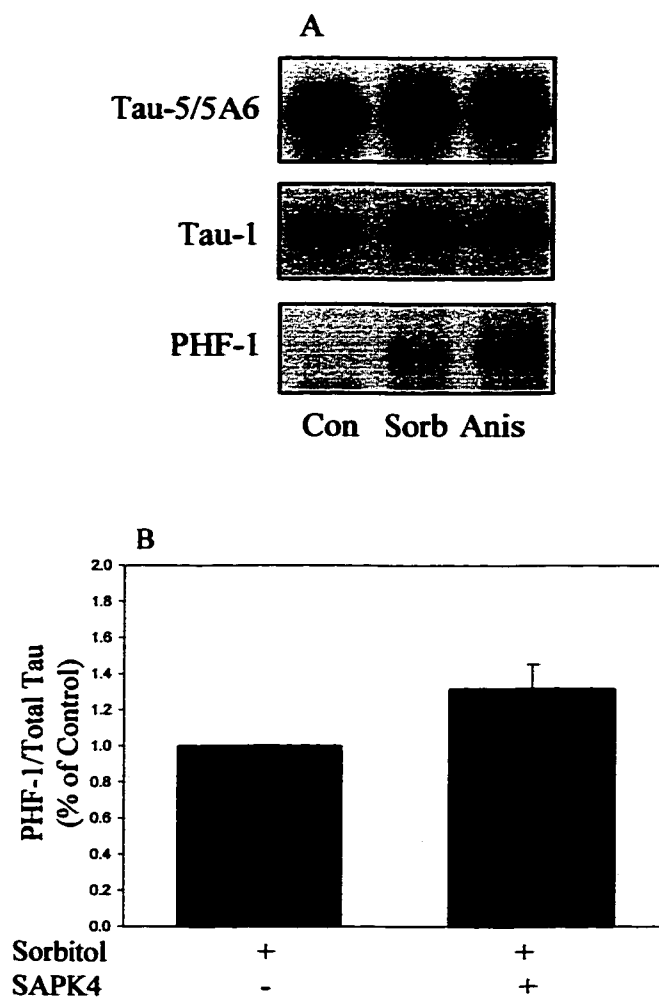 A
Tau-5/5A6
Tau-1
PHF-1
Con Sorb Anis
B
PHF-1/Total Tau
(% of Control)
2.0
1.8
1.6
1.4
1.2
1.0
0.8
0.6
0.4
0.2
0.0
Sorbitol + +
SAPK4 - +